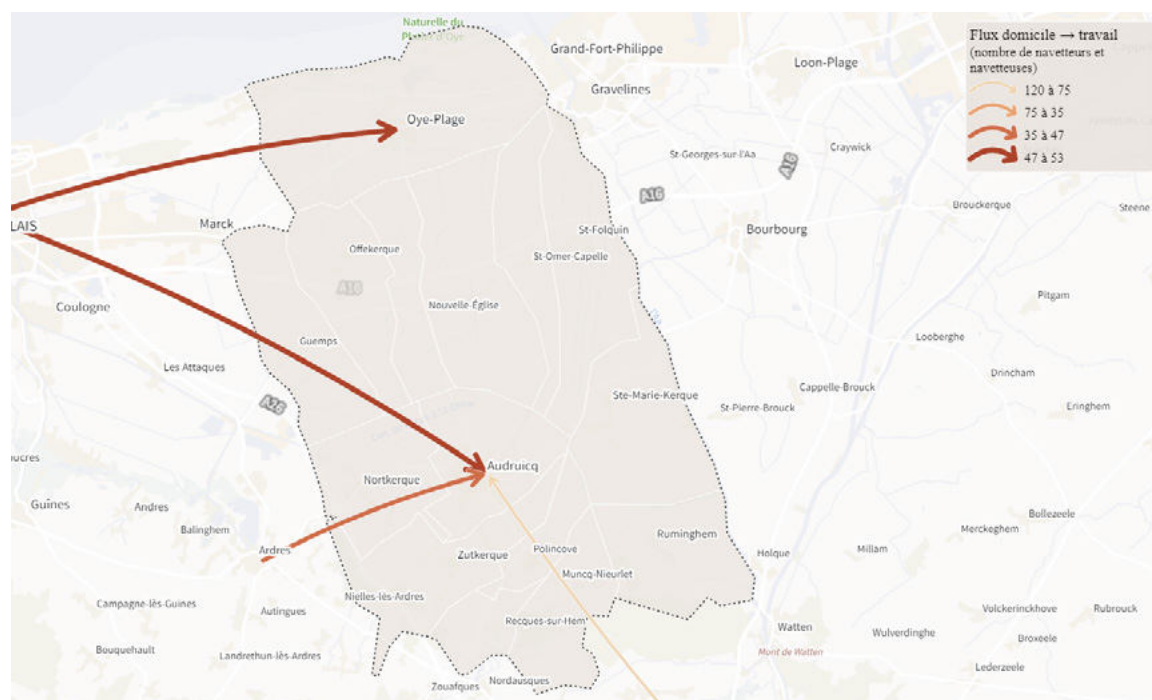 Naturelle du
Platier d'Oye
Flux domicile → travail
(nombre de navetteurs et
navetteuses)
120 à 75
75 à 35
35 à 47
47 à 53
Grand-Fort-Philippe
Loon-Plage
Gravelines
Oye-Plage
A16
Craywick
St-Georges-sur-l'Aa
A16
Brouckerque
Steene
LAIS
Marck
St-Folquin
Bourbourg
Offekerque
St-Omer-Capelle
A16
Pitgam
Coulogne
Nouvelle-Église
Guemps
Looberghe
Les Attaques
Drincham
Cappelle-Brouck
Ste-Marie-Kerque
A26
St-Pierre-Brouck
Eringhem
oucres
Audruicq
Nortkerque
Guînes
Andres
Bollezeele
Balinghem
Merckeghem
Ruminghem
Ardres
Polincove
Millam
Holque
Zutkerque
Muncq-Nieurlet
Nielles-lès-Ardres
Campagne-lès-Guines
Autingues
Volckerinckhove
Rubrouck
Recques-sur-Hem
Watten
Wulverdinghe
Broxeele
Bouquehault
Landrethun-lès-Ardres
Mont de Watten
Lederzeele
Nordausques
Zouafques